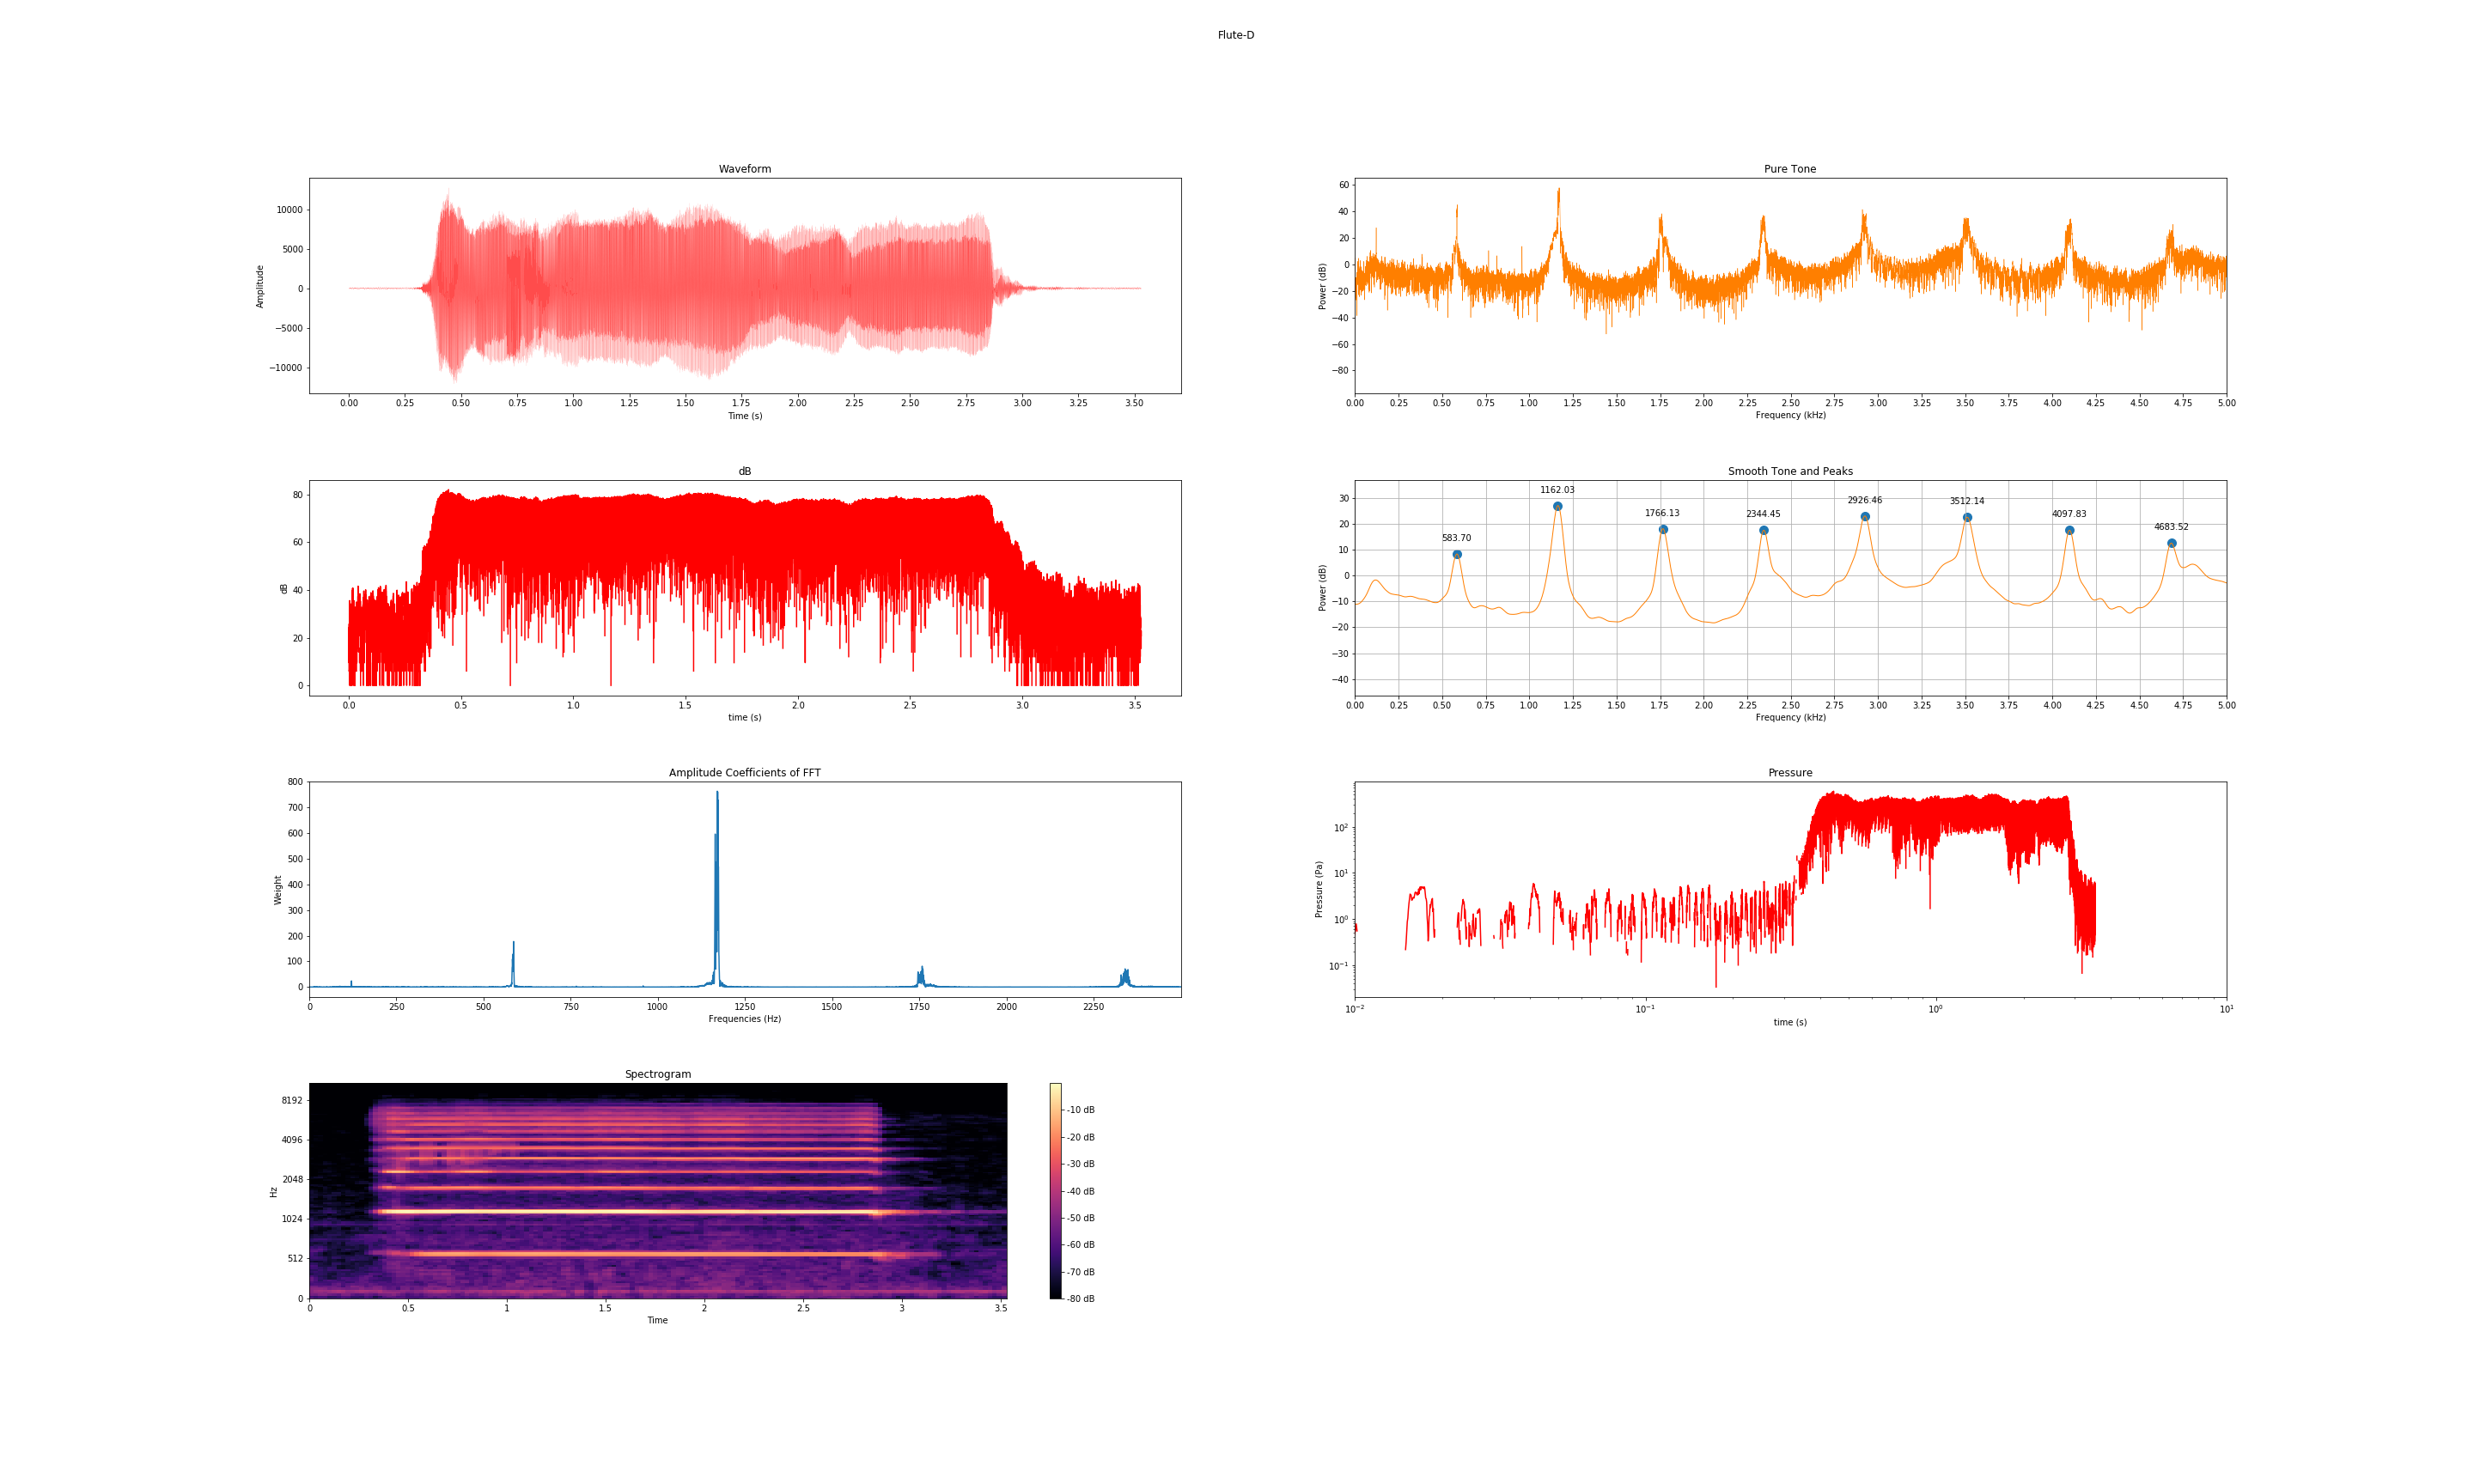 Flute-D
Waveform
10000
5000
0
−5000
−10000
Amplitude
0.00 0.25 0.50 0.75 1.00 1.25 1.50 1.75 2.00 2.25 2.50 2.75 3.00 3.25 3.50
Time (s)
Pure Tone
60
40
20
0
−20
−40
−60
−80
Power (dB)
0.00 0.25 0.50 0.75 1.00 1.25 1.50 1.75 2.00 2.25 2.50 2.75 3.00 3.25 3.50 3.75 4.00 4.25 4.50 4.75 5.00
Frequency (kHz)
dB
80
60
40
20
0
dB
0.0 0.5 1.0 1.5 2.0 2.5 3.0 3.5
time (s)
Smooth Tone and Peaks
30
20
10
0
−10
−20
−30
−40
Power (dB)
583.70 1162.03 1766.13 2344.45 2926.46 3512.14 4097.83 4683.52
0.00 0.25 0.50 0.75 1.00 1.25 1.50 1.75 2.00 2.25 2.50 2.75 3.00 3.25 3.50 3.75 4.00 4.25 4.50 4.75 5.00
Frequency (kHz)
Amplitude Coefficients of FFT
800
700
600
500
400
300
200
100
0
Weight
0 250 500 750 1000 1250 1500 1750 2000 2250
Frequencies (Hz)
Pressure
10²
10¹
10⁰
10⁻¹
Pressure (Pa)
10⁻² 10⁻¹ 10⁰ 10¹
time (s)
Spectrogram
8192
4096
2048
1024
512
0
Hz
0 0.5 1 1.5 2 2.5 3 3.5
Time
-10 dB
-20 dB
-30 dB
-40 dB
-50 dB
-60 dB
-70 dB
-80 dB